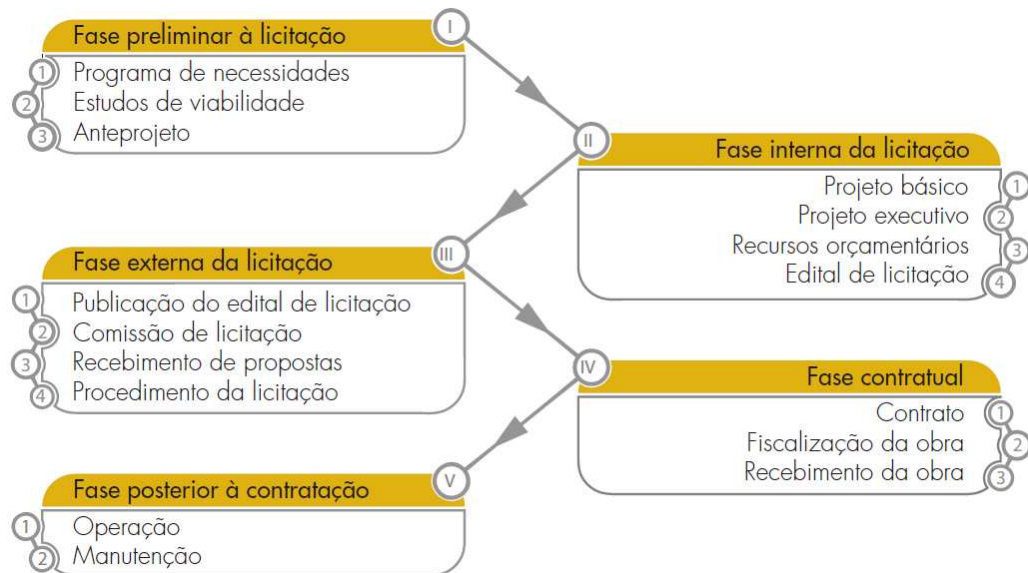 Fase preliminar à licitação
I
1 Programa de necessidades
2 Estudos de viabilidade
3 Anteprojeto
II
Fase interna da licitação
Projeto básico 1
Projeto executivo 2
Recursos orçamentários 3
Edital de licitação 4
Fase externa da licitação
III
1 Publicação do edital de licitação
2 Comissão de licitação
3 Recebimento de propostas
4 Procedimento da licitação
IV
Fase contratual
Contrato 1
Fiscalização da obra 2
Recebimento da obra 3
Fase posterior à contratação
V
1 Operação
2 Manutenção